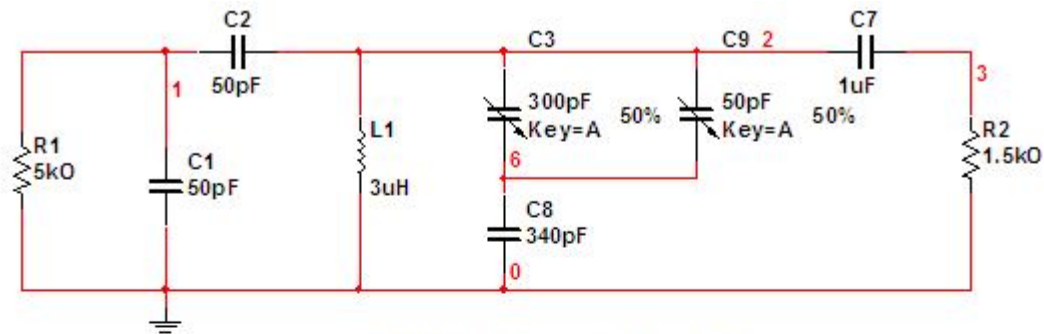 C2
50pF
1
R1
5kO
C1
50pF
L1
3uH
C3
300pF
Key=A
50%
6
C8
340pF
0
C9
2
50pF
Key=A
50%
C7
1uF
3
R2
1.5kO